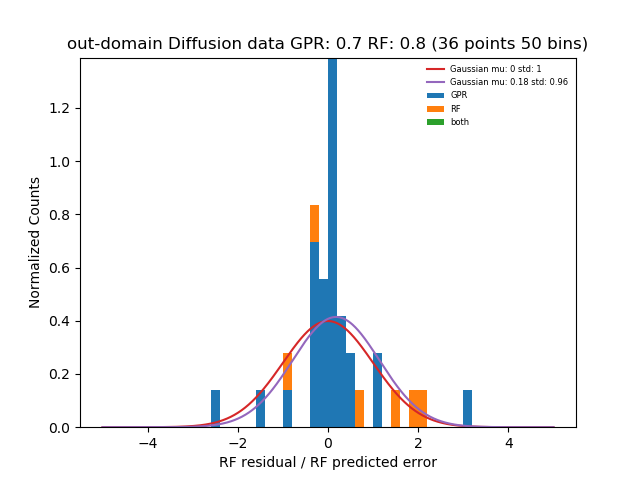 out-domain Diffusion data GPR: 0.7 RF: 0.8 (36 points 50 bins)
Gaussian mu: 0 std: 1
Gaussian mu: 0.18 std: 0.96
GPR
RF
both
Normalized Counts
1.2
1.0
0.8
0.6
0.4
0.2
0.0
−4
−2
0
2
4
RF residual / RF predicted error